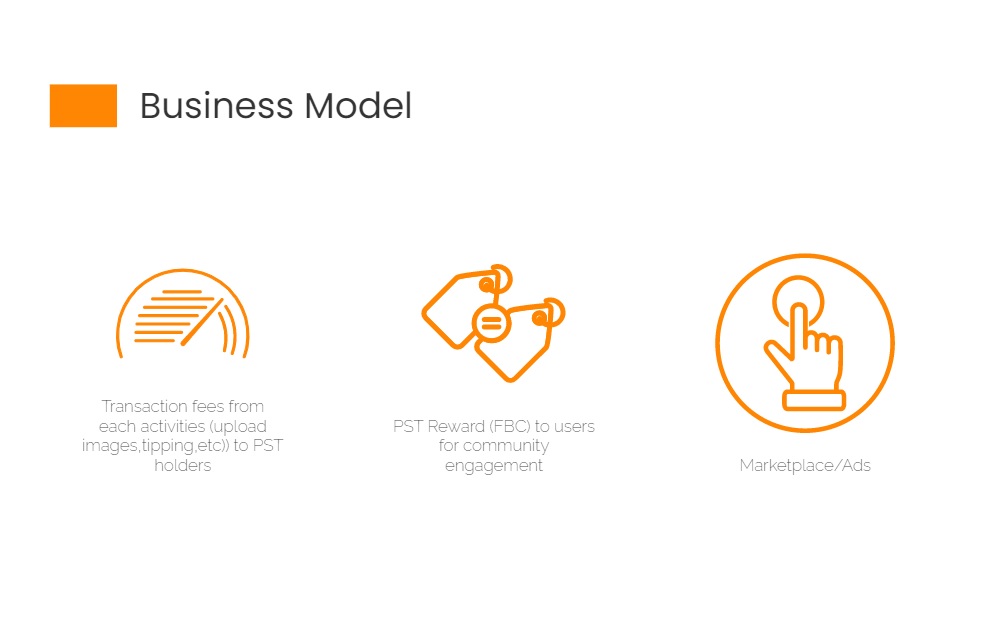 Business Model
Transaction fees from
each activities (upload
images,tipping,etc)) to PST
holders
PST Reward (FBC) to users
for community
engagement
Marketplace/Ads